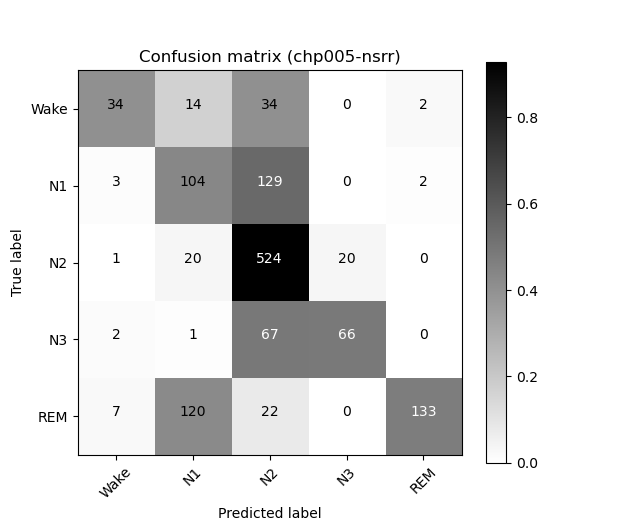 Confusion matrix (chp005-nsrr)
Wake 34 14 34 0 2
N1 3 104 129 0 2
N2 1 20 524 20 0
N3 2 1 67 66 0
REM 7 120 22 0 133
Wake N1 N2 N3 REM
Predicted label
True label
0.8
0.6
0.4
0.2
0.0